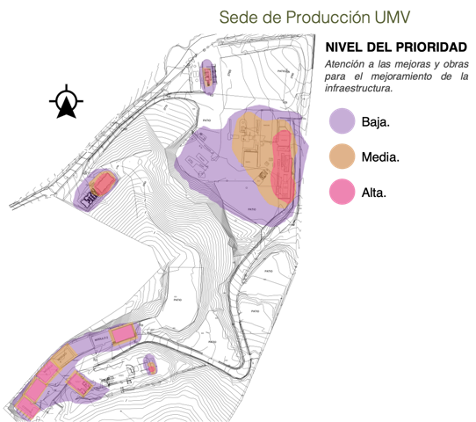 Sede de Producción UMV
NIVEL DEL PRIORIDAD
Atención a las mejoras y obras
para el mejoramiento de la
infraestructura.
Baja.
Media.
Alta.